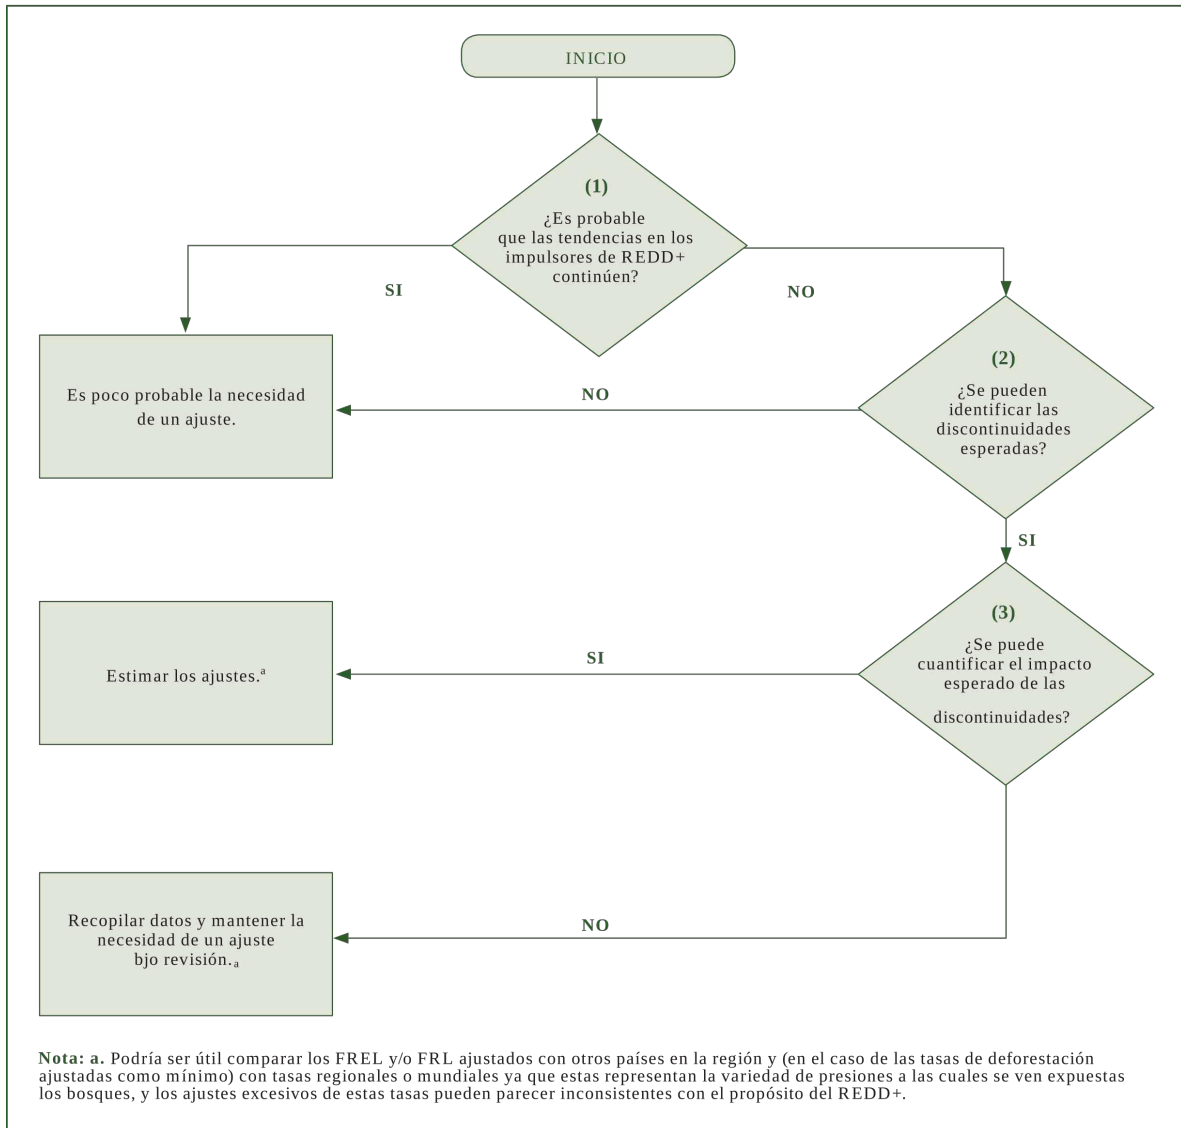 INICIO
(1)
¿Es probable
que las tendencias en los
impulsores de REDD+
continúen?
SI
NO
Es poco probable la necesidad
de un ajuste.
(2)
¿Se pueden
identificar las
discontinuidades
esperadas?
NO
SI
(3)
¿Se puede
cuantificar el impacto
esperado de las
discontinuidades?
SI
Estimar los ajustes.a
NO
Recopilar datos y mantener la
necesidad de un ajuste
bjo revisión.a
Nota: a. Podría ser útil comparar los FREL y/o FRL ajustados con otros países en la región y (en el caso de las tasas de deforestación
ajustadas como mínimo) con tasas regionales o mundiales ya que estas representan la variedad de presiones a las cuales se ven expuestas
los bosques, y los ajustes excesivos de estas tasas pueden parecer inconsistentes con el propósito del REDD+.